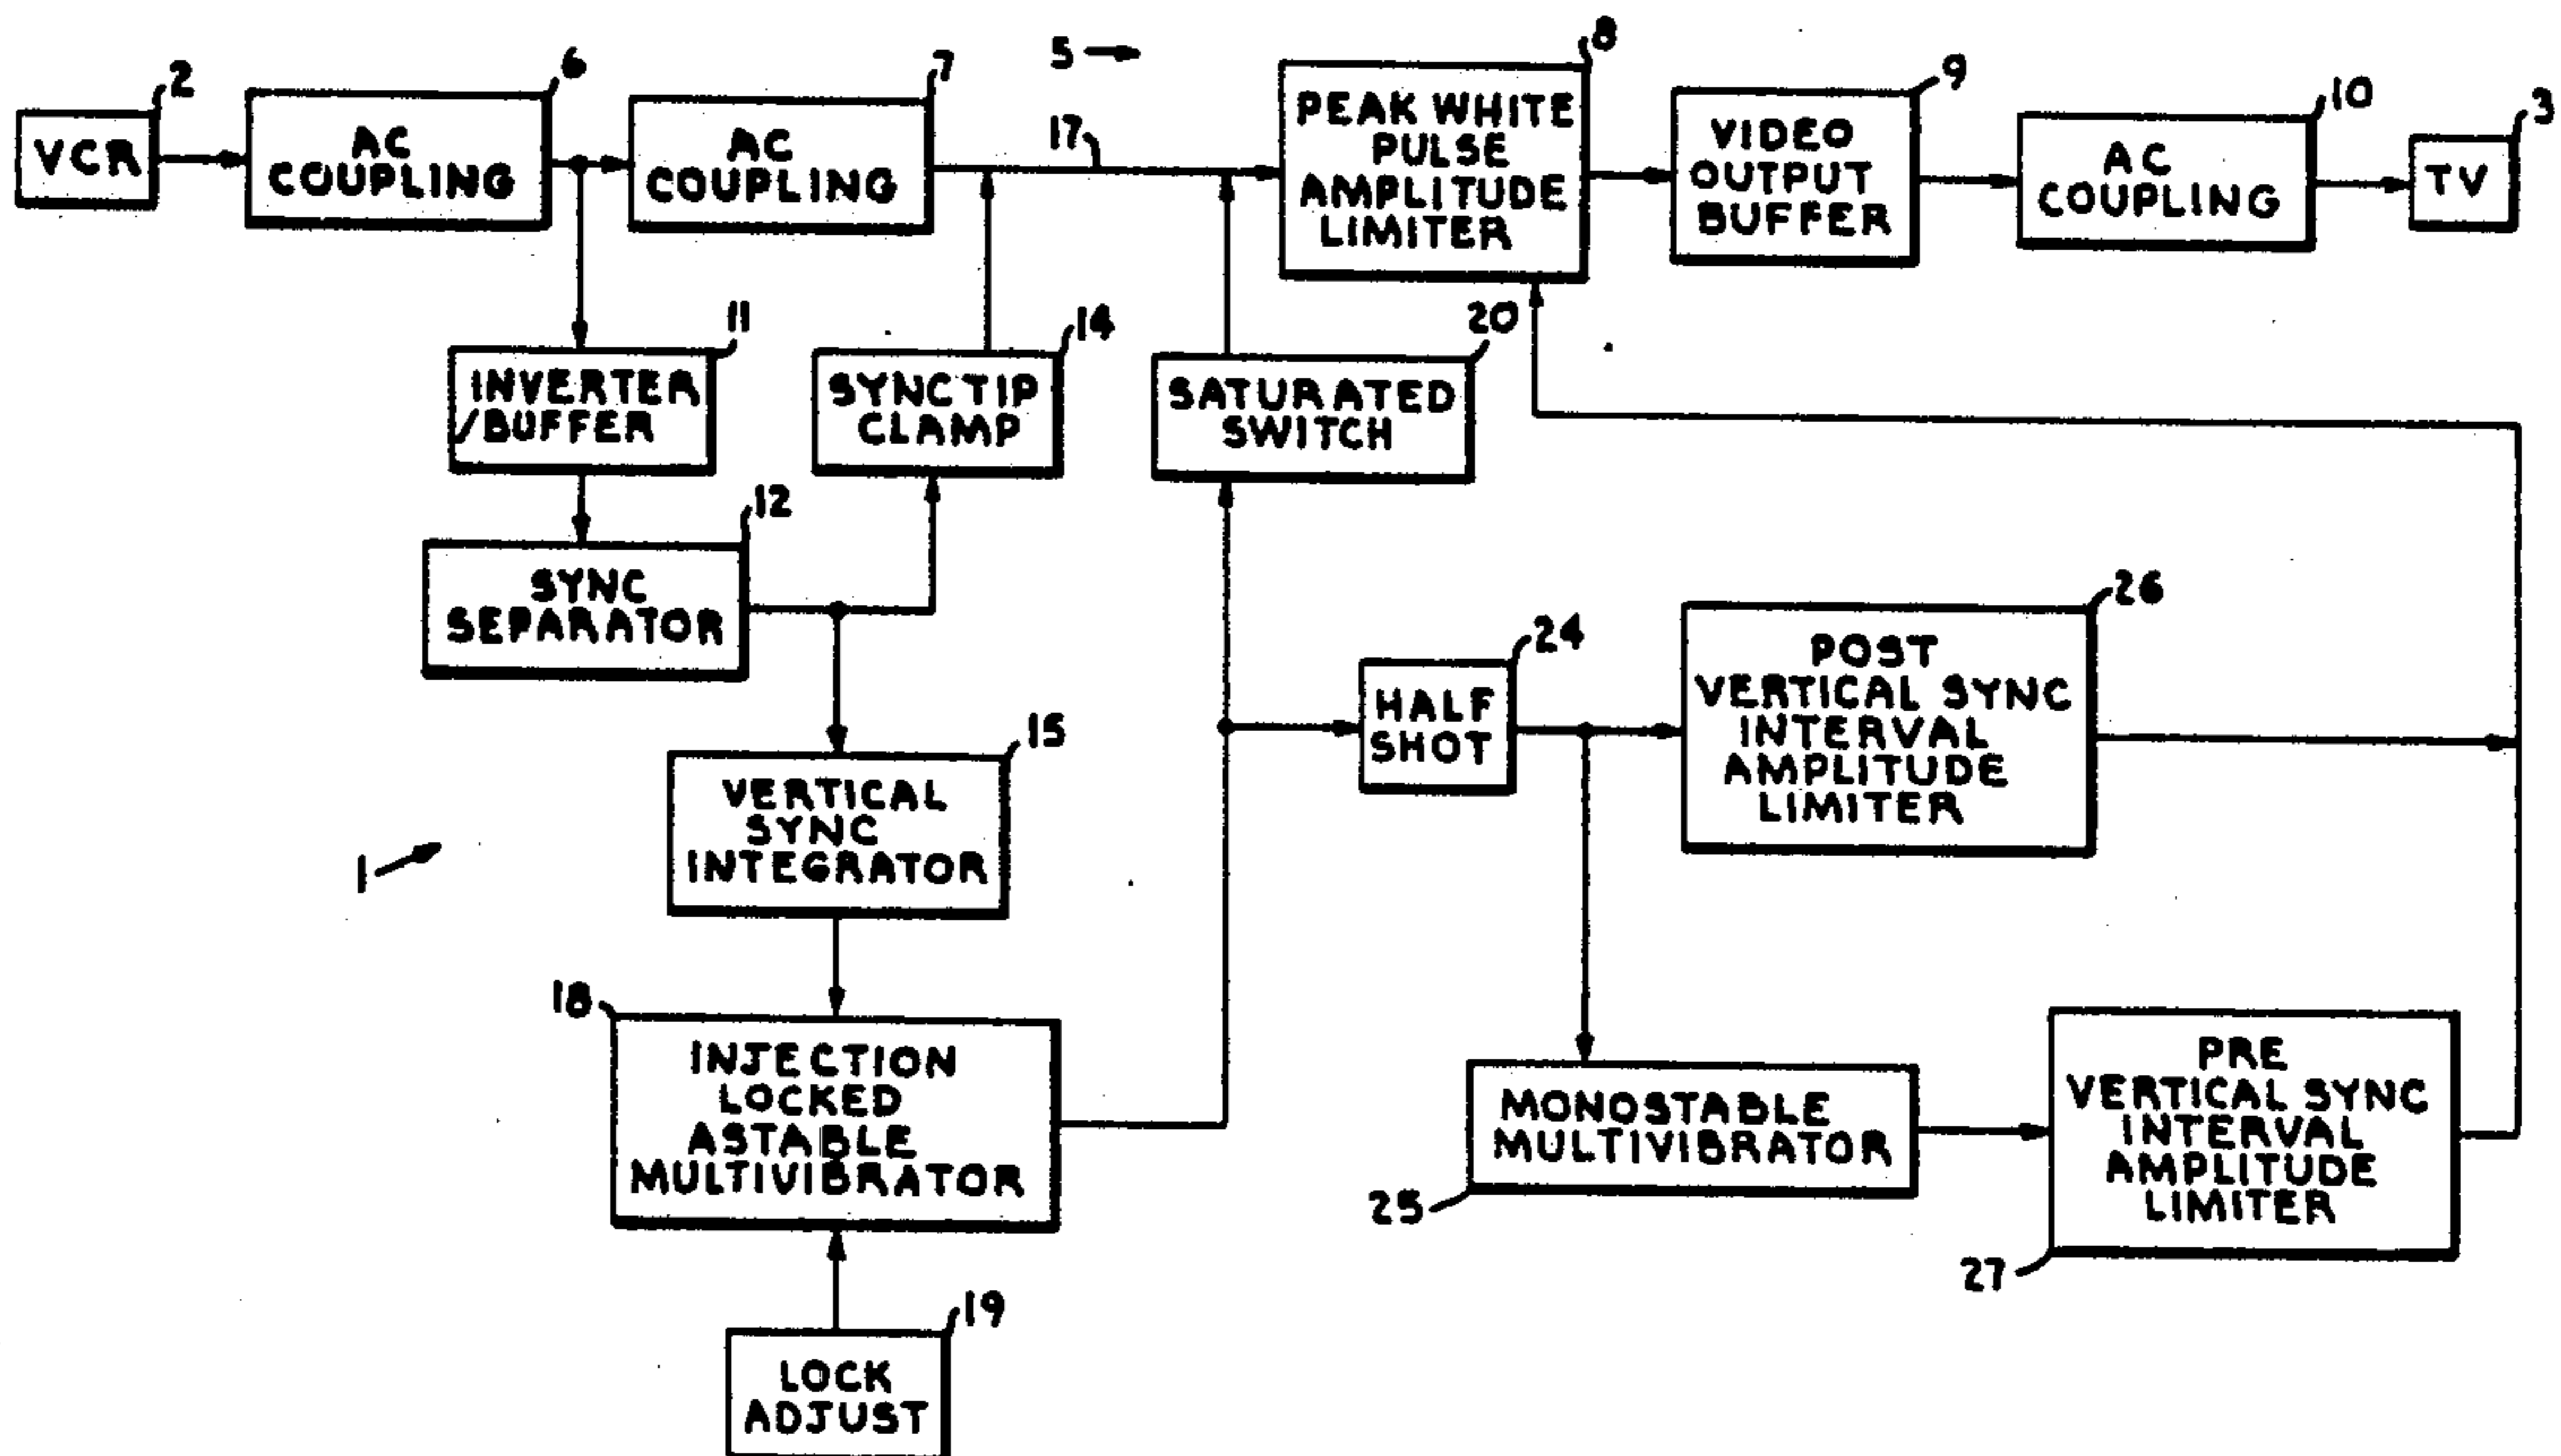 2
VCR
6
AC
COUPLING
7
AC
COUPLING
5
17
8
PEAK WHITE
PULSE
AMPLITUDE
LIMITER
9
VIDEO
OUTPUT
BUFFER
10
AC
COUPLING
3
TV
11
INVERTER
/BUFFER
14
SYNC TIP
CLAMP
20
SATURATED
SWITCH
12
SYNC
SEPARATOR
24
HALF
SHOT
26
POST
VERTICAL SYNC
INTERVAL
AMPLITUDE
LIMITER
15
VERTICAL
SYNC
INTEGRATOR
1
18
INJECTION
LOCKED
ASTABLE
MULTIVIBRATOR
MONOSTABLE
MULTIVIBRATOR
25
PRE
VERTICAL SYNC
INTERVAL
AMPLITUDE
LIMITER
27
19
LOCK
ADJUST